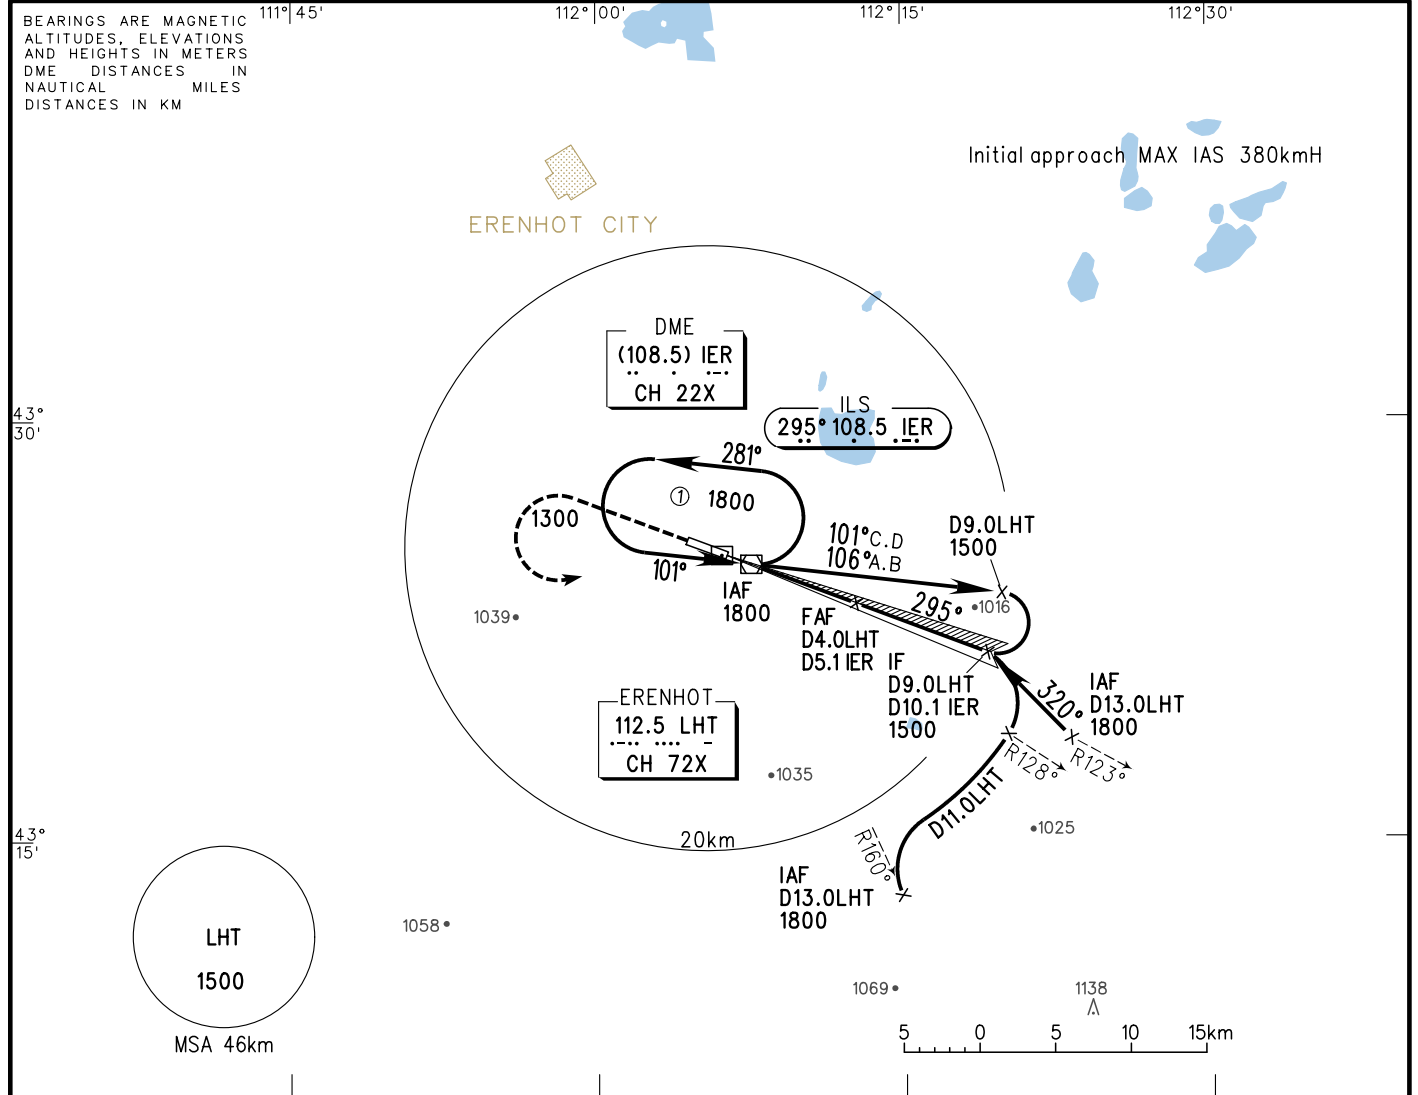 111°45'
112°00'
112°15'
112°30'
BEARINGS ARE MAGNETIC
ALTITUDES, ELEVATIONS
AND HEIGHTS IN METERS
DME DISTANCES IN
NAUTICAL MILES
DISTANCES IN KM
Initial approach MAX IAS 380kmH
ERENHOT CITY
DME
(108.5) IER
CH 22X
ILS
295° 108.5 IER
43°
30'
281°
① 1800
1300
101°
IAF
1800
101°C.D
106°A.B
D9.0LHT
1500
295°
1016
1039
FAF
D4.0LHT
D5.1 IER
IF
D9.0LHT
D10.1 IER
1500
320°
IAF
D13.0LHT
1800
R128°
R123°
ERENHOT
112.5 LHT
CH 72X
1035
D11.0LHT
1025
43°
15'
20km
R160°
IAF
D13.0LHT
1800
1058
LHT
1500
MSA 46km
1069
1138
5 0 5 10 15km